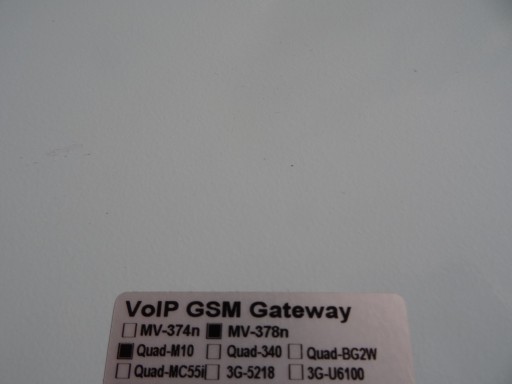 VoIP GSM Gateway
☐ MV-374n ■ MV-378n
■ Quad-M10 ☐ Quad-340 ☐ Quad-BG2W
☐ Quad-MC55i ☐ 3G-5218 ☐ 3G-U6100